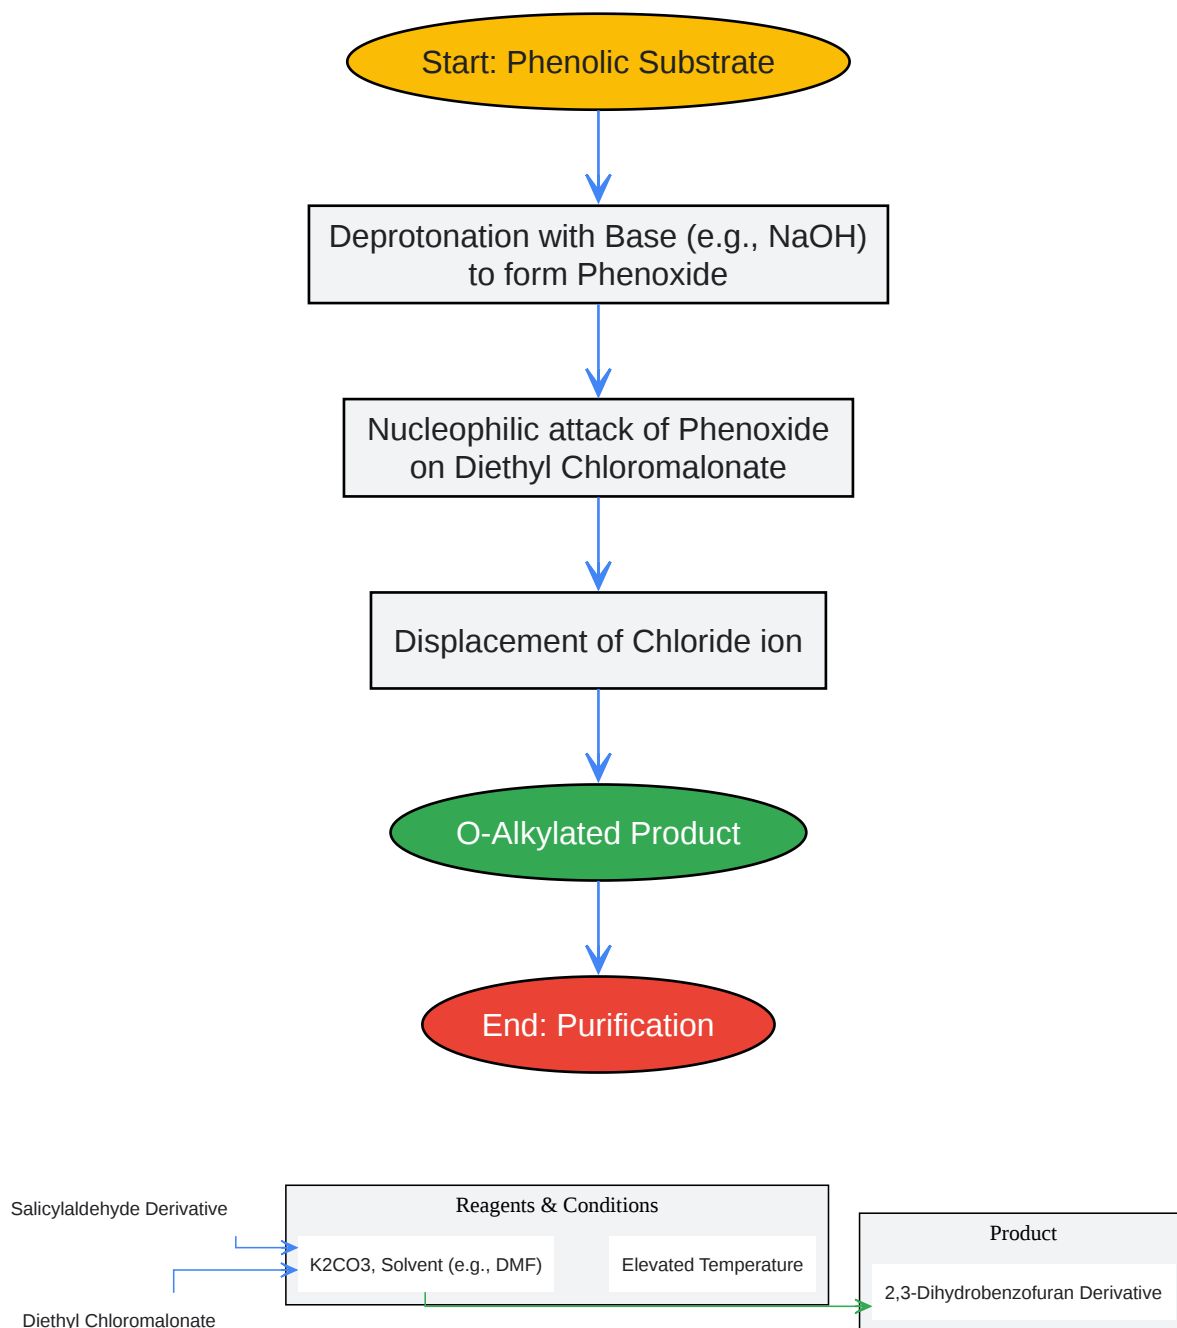 Start: Phenolic Substrate
Deprotonation with Base (e.g., NaOH)
to form Phenoxide
Nucleophilic attack of Phenoxide
on Diethyl Chloromalonate
Displacement of Chloride ion
O-Alkylated Product
End: Purification
Salicylaldehyde Derivative
Diethyl Chloromalonate
Reagents & Conditions
K2CO3, Solvent (e.g., DMF)
Elevated Temperature
Product
2,3-Dihydrobenzofuran Derivative